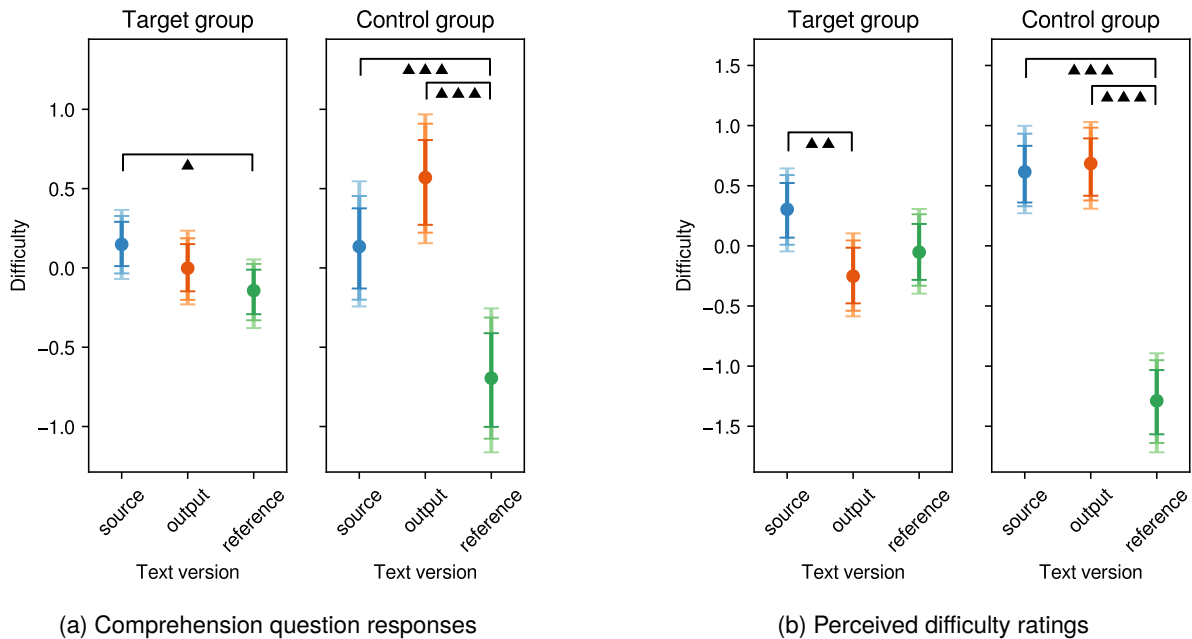 Target group
Control group
Difficulty
1.0
0.5
0.0
−0.5
−1.0
▲
▲ ▲ ▲
▲ ▲ ▲
source
output
reference
source
output
reference
Text version
Text version
(a) Comprehension question responses
Target group
Control group
Difficulty
1.5
1.0
0.5
0.0
−0.5
−1.0
−1.5
▲ ▲
▲ ▲ ▲
▲ ▲ ▲
source
output
reference
source
output
reference
Text version
Text version
(b) Perceived difficulty ratings